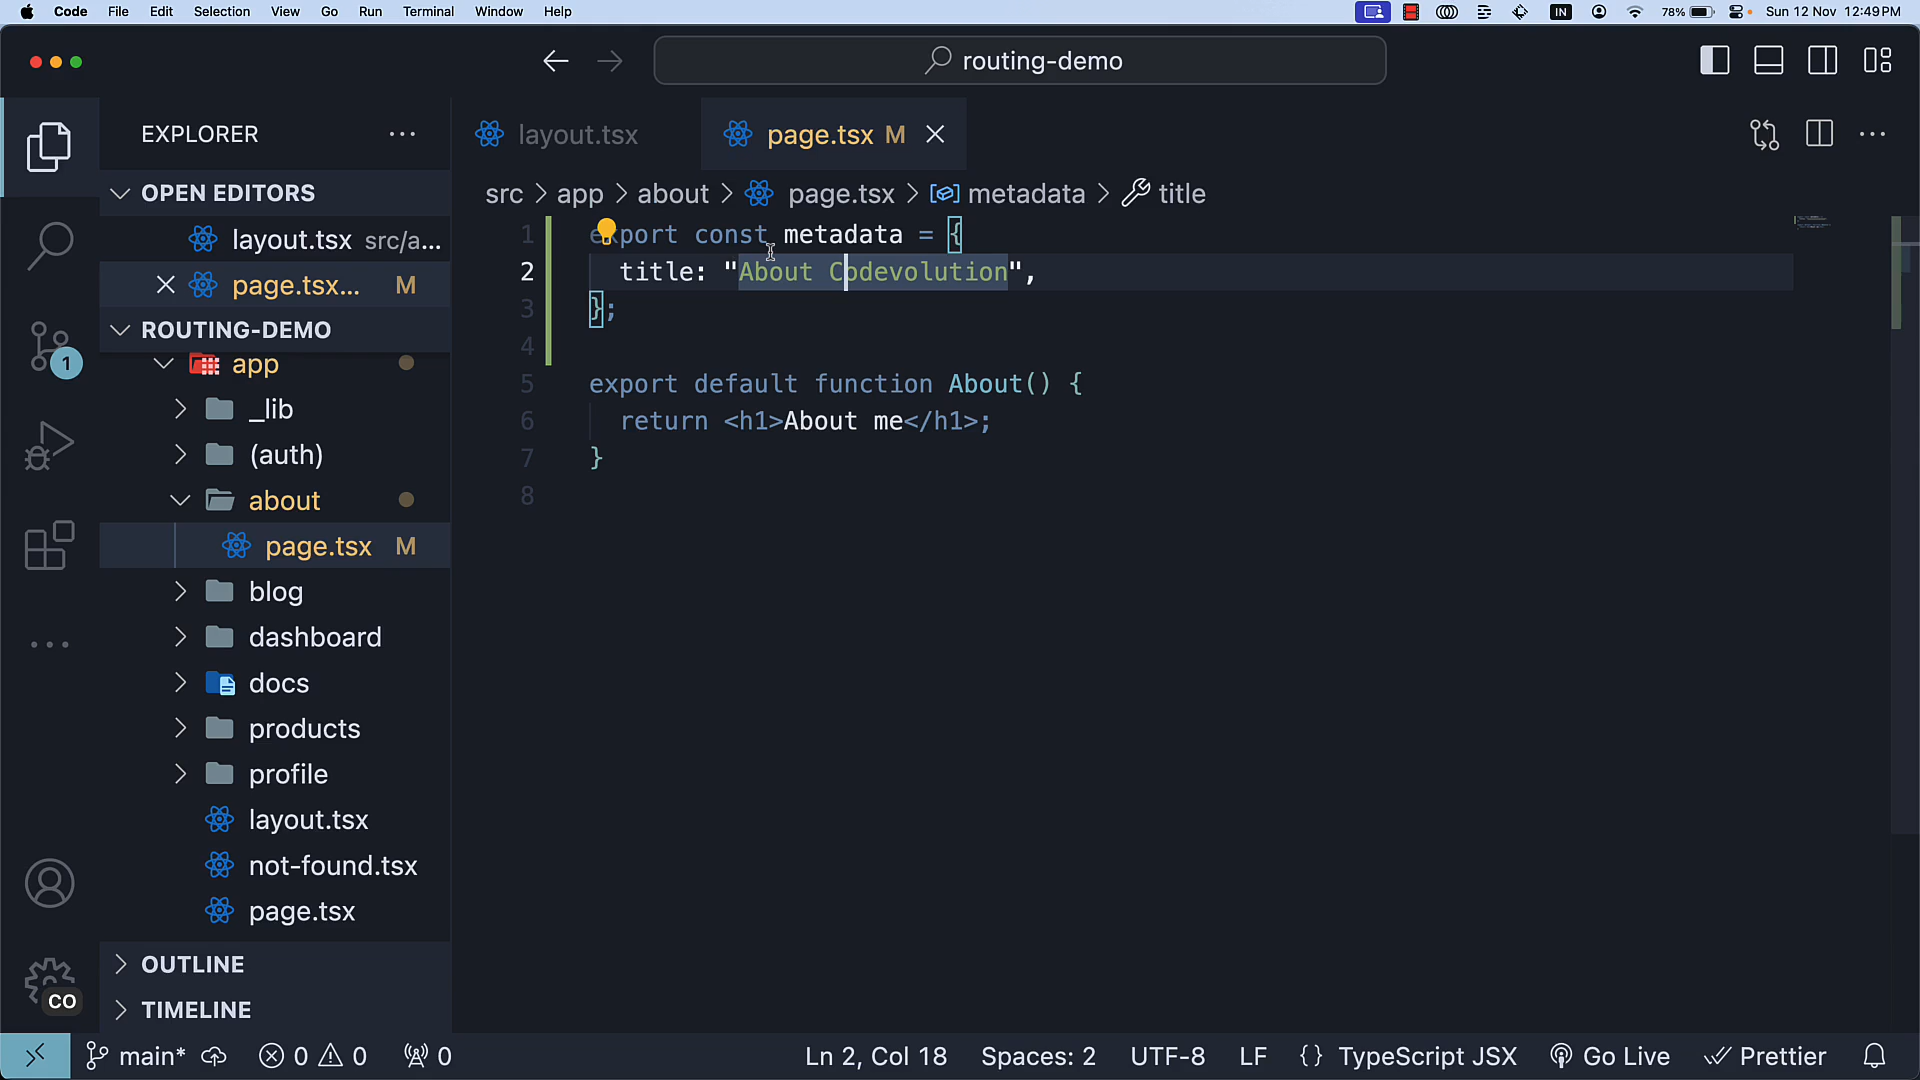 Code File Edit Selection View Go Run Terminal Window Help IN 78% Sun 12 Nov 12:49 PM
routing-demo
EXPLORER
layout.tsx
page.tsx M
OPEN EDITORS
layout.tsx src/a...
page.tsx... M
ROUTING-DEMO
app
_lib
(auth)
about
page.tsx M
blog
dashboard
docs
products
profile
layout.tsx
not-found.tsx
page.tsx
OUTLINE
TIMELINE
1
CO
src > app > about > page.tsx > metadata > title
1 export const metadata = {
2 title: "About Codevolution",
3 };
4
5 export default function About() {
6 return <h1>About me</h1>;
7 }
8
main* 0 0 0 Ln 2, Col 18 Spaces: 2 UTF-8 LF {} TypeScript JSX Go Live Prettier